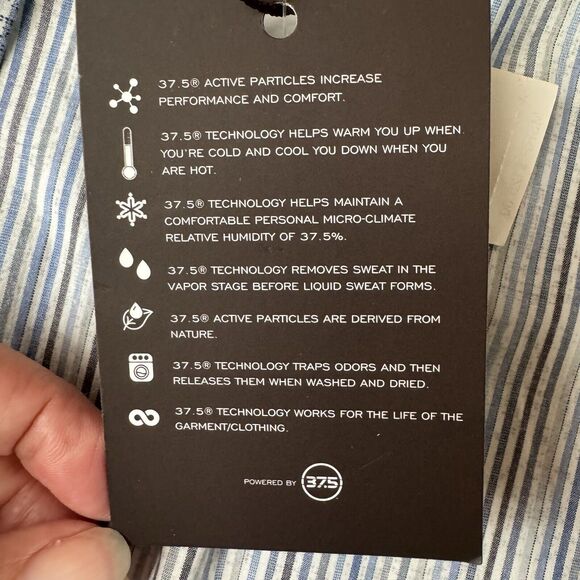 37.5® ACTIVE PARTICLES INCREASE
PERFORMANCE AND COMFORT.
37.5® TECHNOLOGY HELPS WARM YOU UP WHEN
YOU'RE COLD AND COOL YOU DOWN WHEN YOU
ARE HOT.
37.5® TECHNOLOGY HELPS MAINTAIN A
COMFORTABLE PERSONAL MICRO-CLIMATE
RELATIVE HUMIDITY OF 37.5%.
37.5® TECHNOLOGY REMOVES SWEAT IN THE
VAPOR STAGE BEFORE LIQUID SWEAT FORMS.
37.5® ACTIVE PARTICLES ARE DERIVED FROM
NATURE.
37.5® TECHNOLOGY TRAPS ODORS AND THEN
RELEASES THEM WHEN WASHED AND DRIED.
37.5® TECHNOLOGY WORKS FOR THE LIFE OF THE
GARMENT/CLOTHING.
POWERED BY 37.5